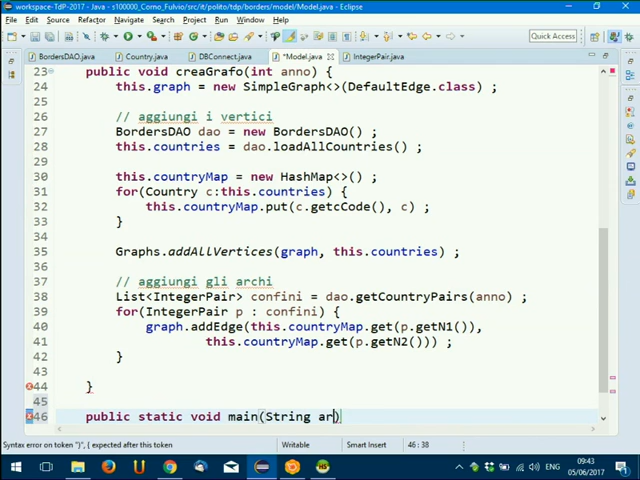 workspace-TdP-2017 - s100000_Corno_Fulvio/src/it/polito/tdp/borders/model/Model.java - Eclipse
File Edit Source Refactor Navigate Search Project Run Window Help
Quick Access
BordersDAO.java Country.java DBConnect.java *Model.java IntegerPair.java
23 public void creaGrafo(int anno) {
24 this.graph = new SimpleGraph<>(DefaultEdge.class) ;
25
26 // aggiungi i vertici
27 BordersDAO dao = new BordersDAO() ;
28 this.countries = dao.loadAllCountries() ;
29
30 this.countryMap = new HashMap<>() ;
31 for(Country c:this.countries) {
32 this.countryMap.put(c.getcCode(), c) ;
33 }
34
35 Graphs.addAllVertices(graph, this.countries) ;
36
37 // aggiungi gli archi
38 List<IntegerPair> confini = dao.getCountryPairs(anno) ;
39 for(IntegerPair p : confini) {
40 graph.addEdge(this.countryMap.get(p.getN1()),
41 this.countryMap.get(p.getN2())) ;
42 }
43
44 }
45
46 public static void main(String ar)
Syntax error on token ")", { expected after this token Writable Smart Insert 46 : 38
09:43
05/06/2017